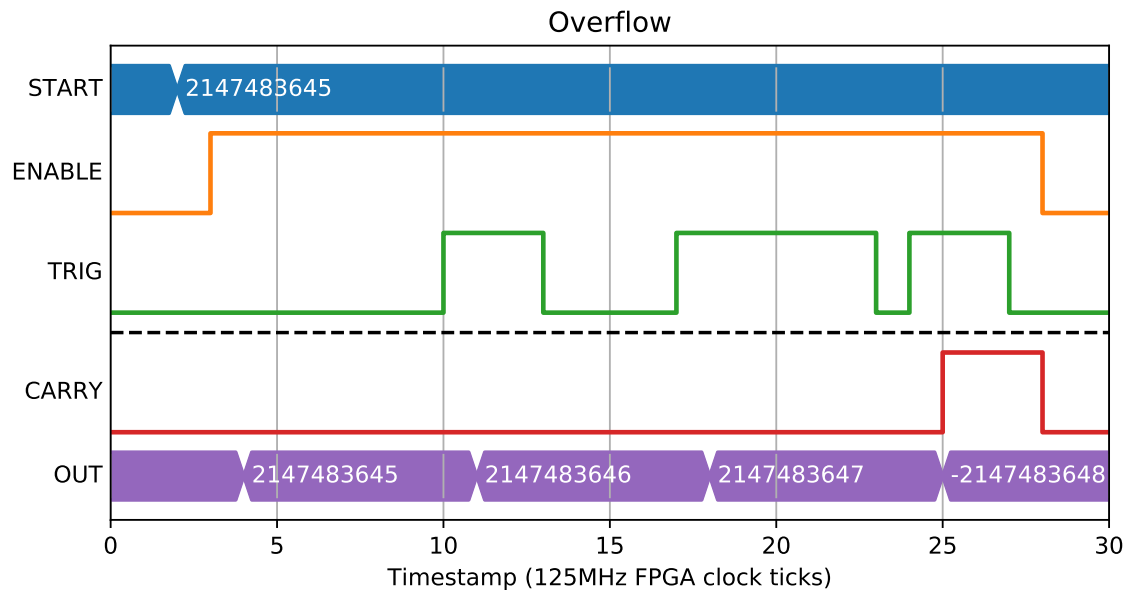 Overflow
START 2147483645
ENABLE
TRIG
CARRY
OUT 2147483645 2147483646 2147483647 -2147483648
0 5 10 15 20 25 30
Timestamp (125MHz FPGA clock ticks)